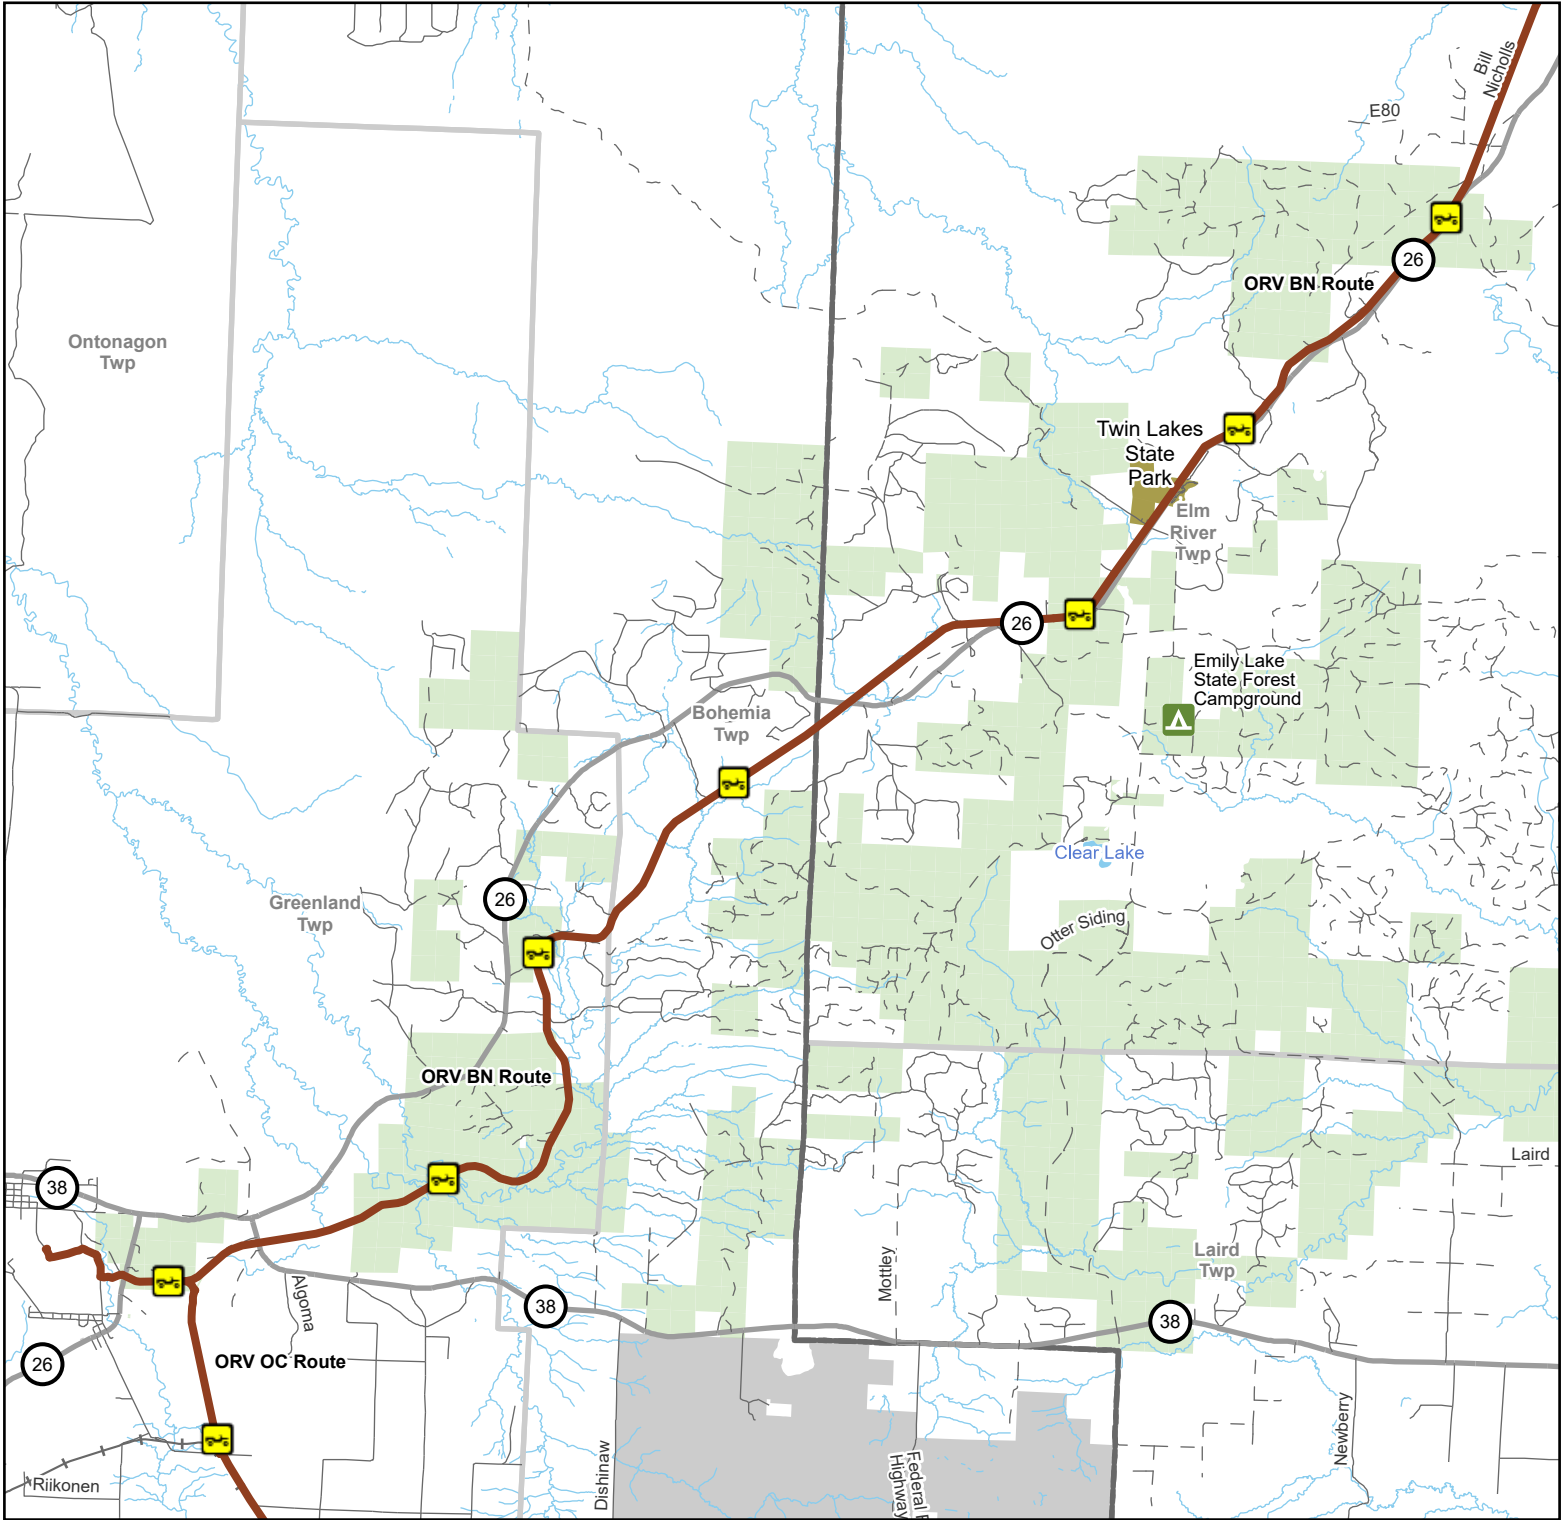 Bill
Nicholls
E80
26
ORV BN Route
Ontonagon
Twp
Twin Lakes
State
Park
Elm
River
Twp
26
Emily Lake
State Forest
Campground
Bohemia
Twp
Clear Lake
26
Greenland
Twp
Otter Siding
ORV BN Route
Laird
38
Laird
Twp
Mottley
Algoma
38
38
26
ORV OC Route
Newberry
Dishinaw
Federal F
Highway
Riikonen